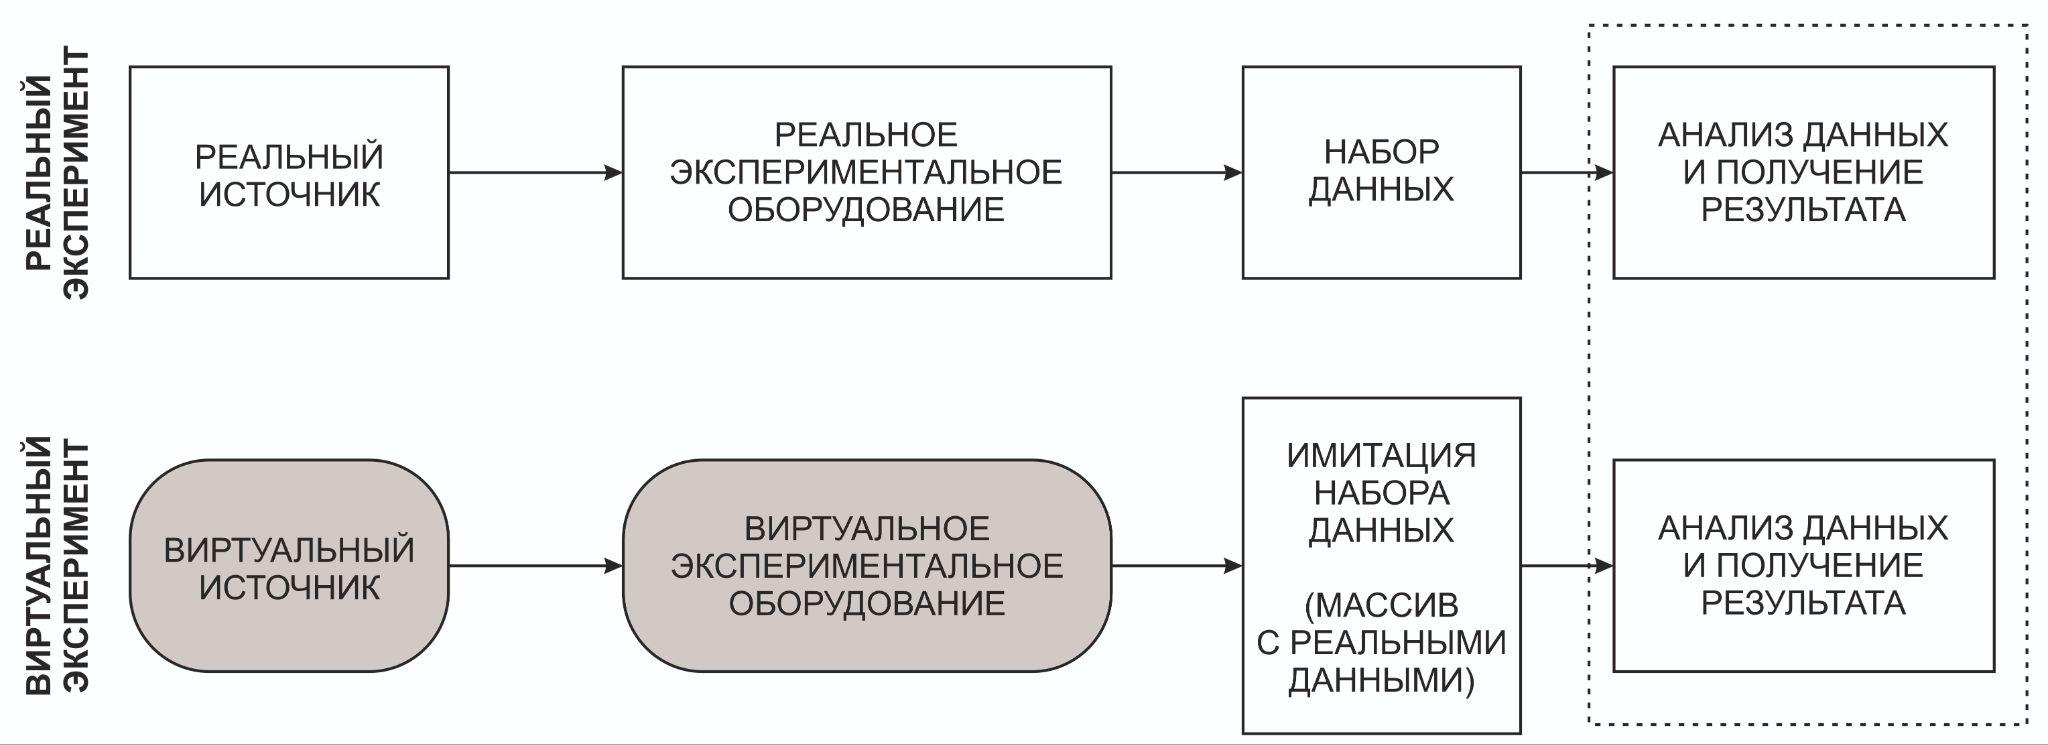 РЕАЛЬНЫЙ
ЭКСПЕРИМЕНТ
РЕАЛЬНЫЙ
ИСТОЧНИК
РЕАЛЬНОЕ
ЭКСПЕРИМЕНТАЛЬНОЕ
ОБОРУДОВАНИЕ
НАБОР
ДАННЫХ
АНАЛИЗ ДАННЫХ
И ПОЛУЧЕНИЕ
РЕЗУЛЬТАТА
ВИРТУАЛЬНЫЙ
ЭКСПЕРИМЕНТ
ВИРТУАЛЬНЫЙ
ИСТОЧНИК
ВИРТУАЛЬНОЕ
ЭКСПЕРИМЕНТАЛЬНОЕ
ОБОРУДОВАНИЕ
ИМИТАЦИЯ
НАБОРА
ДАННЫХ
(МАССИВ
С РЕАЛЬНЫМИ
ДАННЫМИ)
АНАЛИЗ ДАННЫХ
И ПОЛУЧЕНИЕ
РЕЗУЛЬТАТА